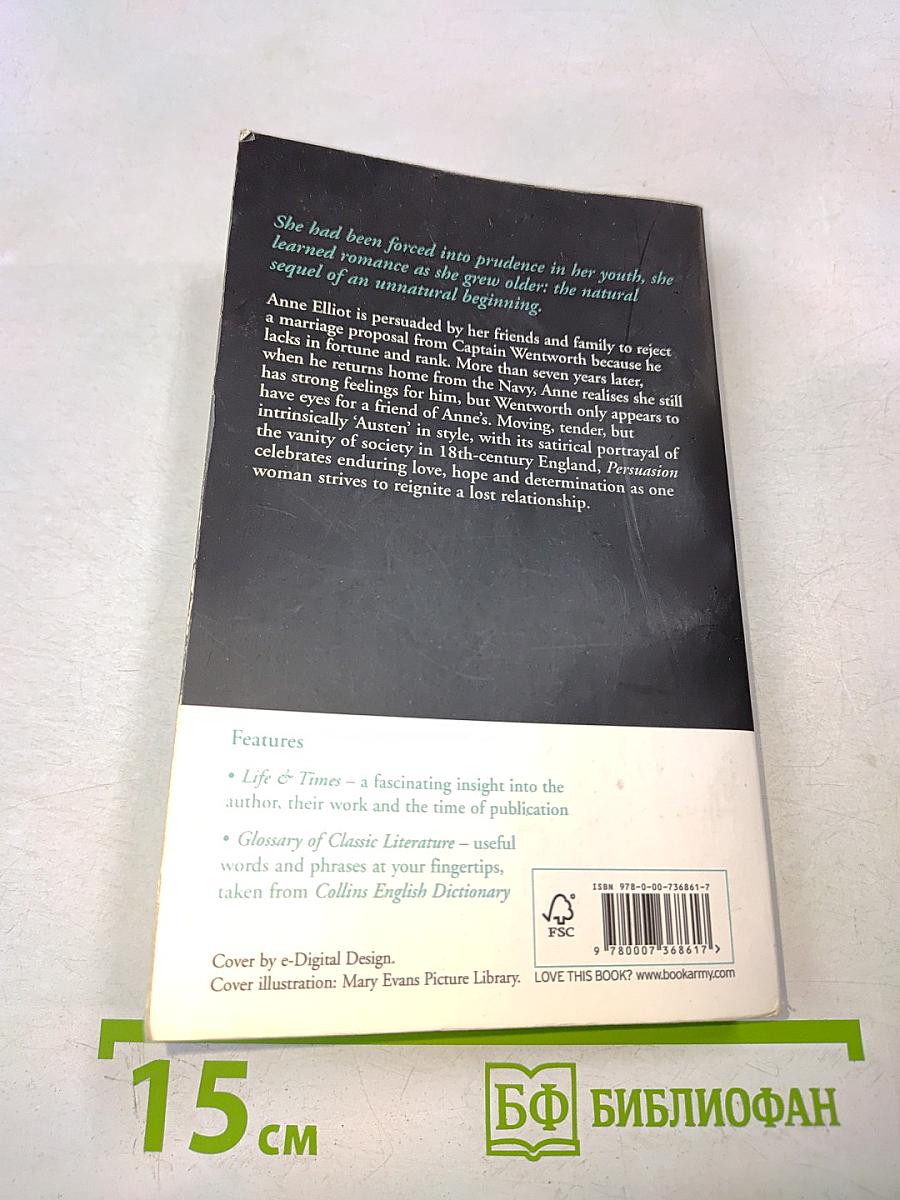 She had been forced into prudence in her youth, she
learned romance as she grew older: the natural
sequel of an unnatural beginning.
Anne Elliot is persuaded by her friends and family to reject
a marriage proposal from Captain Wentworth because he
lacks in fortune and rank. More than seven years later,
when he returns home from the Navy, Anne realises she still
has strong feelings for him, but Wentworth only appears to
have eyes for a friend of Anne's. Moving, tender, but
intrinsically ‘Austen’ in style, with its satirical portrayal of
the vanity of society in 18th-century England, Persuasion
celebrates enduring love, hope and determination as one
woman strives to reignite a lost relationship.
Features
• Life & Times – a fascinating insight into the
author, their work and the time of publication
• Glossary of Classic Literature – useful
words and phrases at your fingertips,
taken from Collins English Dictionary
Cover by e-Digital Design.
Cover illustration: Mary Evans Picture Library.
FSC
ISBN 978-0-00-736861-7
9 780007 368617 >
LOVE THIS BOOK? www.bookarmy.com
15 см
БФ БИБЛИОФАН